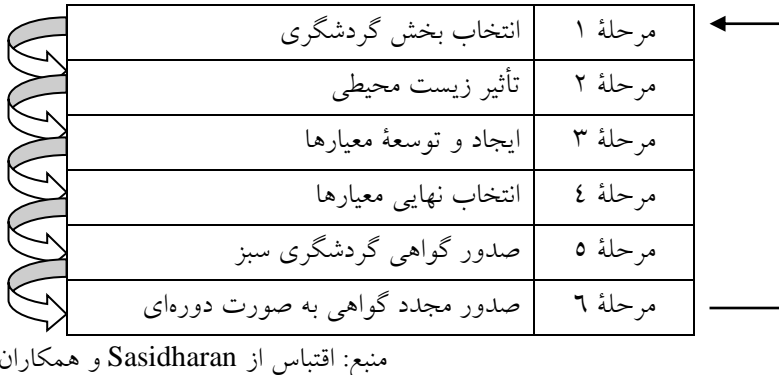 مرحلهٔ ۱ انتخاب بخش گردشگری
مرحلهٔ ۲ تأثیر زیست محیطی
مرحلهٔ ۳ ایجاد و توسعهٔ معیارها
مرحلهٔ ٤ انتخاب نهایی معیارها
مرحلهٔ ۵ صدور گواهی گردشگری سبز
مرحلهٔ ٦ صدور مجدد گواهی به صورت دوره‌ای
منبع: اقتباس از Sasidharan و همکاران